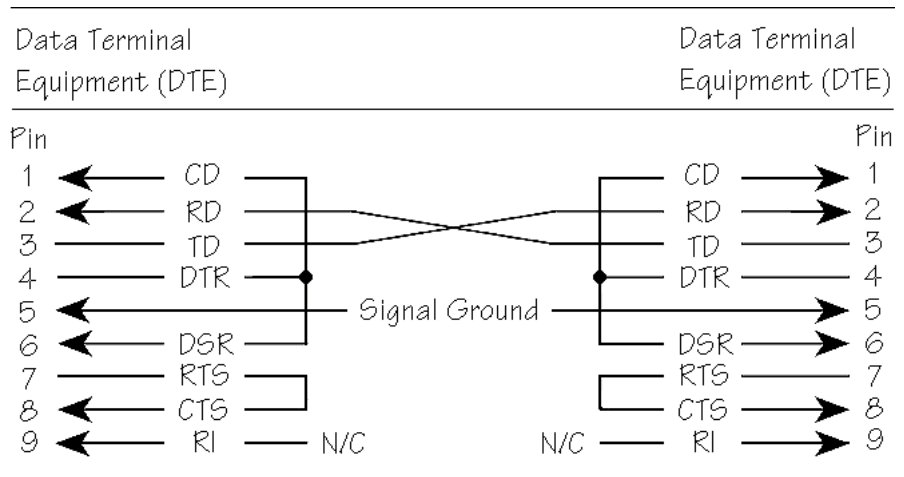 Data Terminal Equipment (DTE)
Data Terminal Equipment (DTE)
Pin Pin
1 CD CD 1
2 RD RD 2
3 TD TD 3
4 DTR DTR 4
5 Signal Ground 5
6 DSR DSR 6
7 RTS RTS 7
8 CTS CTS 8
9 RI N/C N/C RI 9